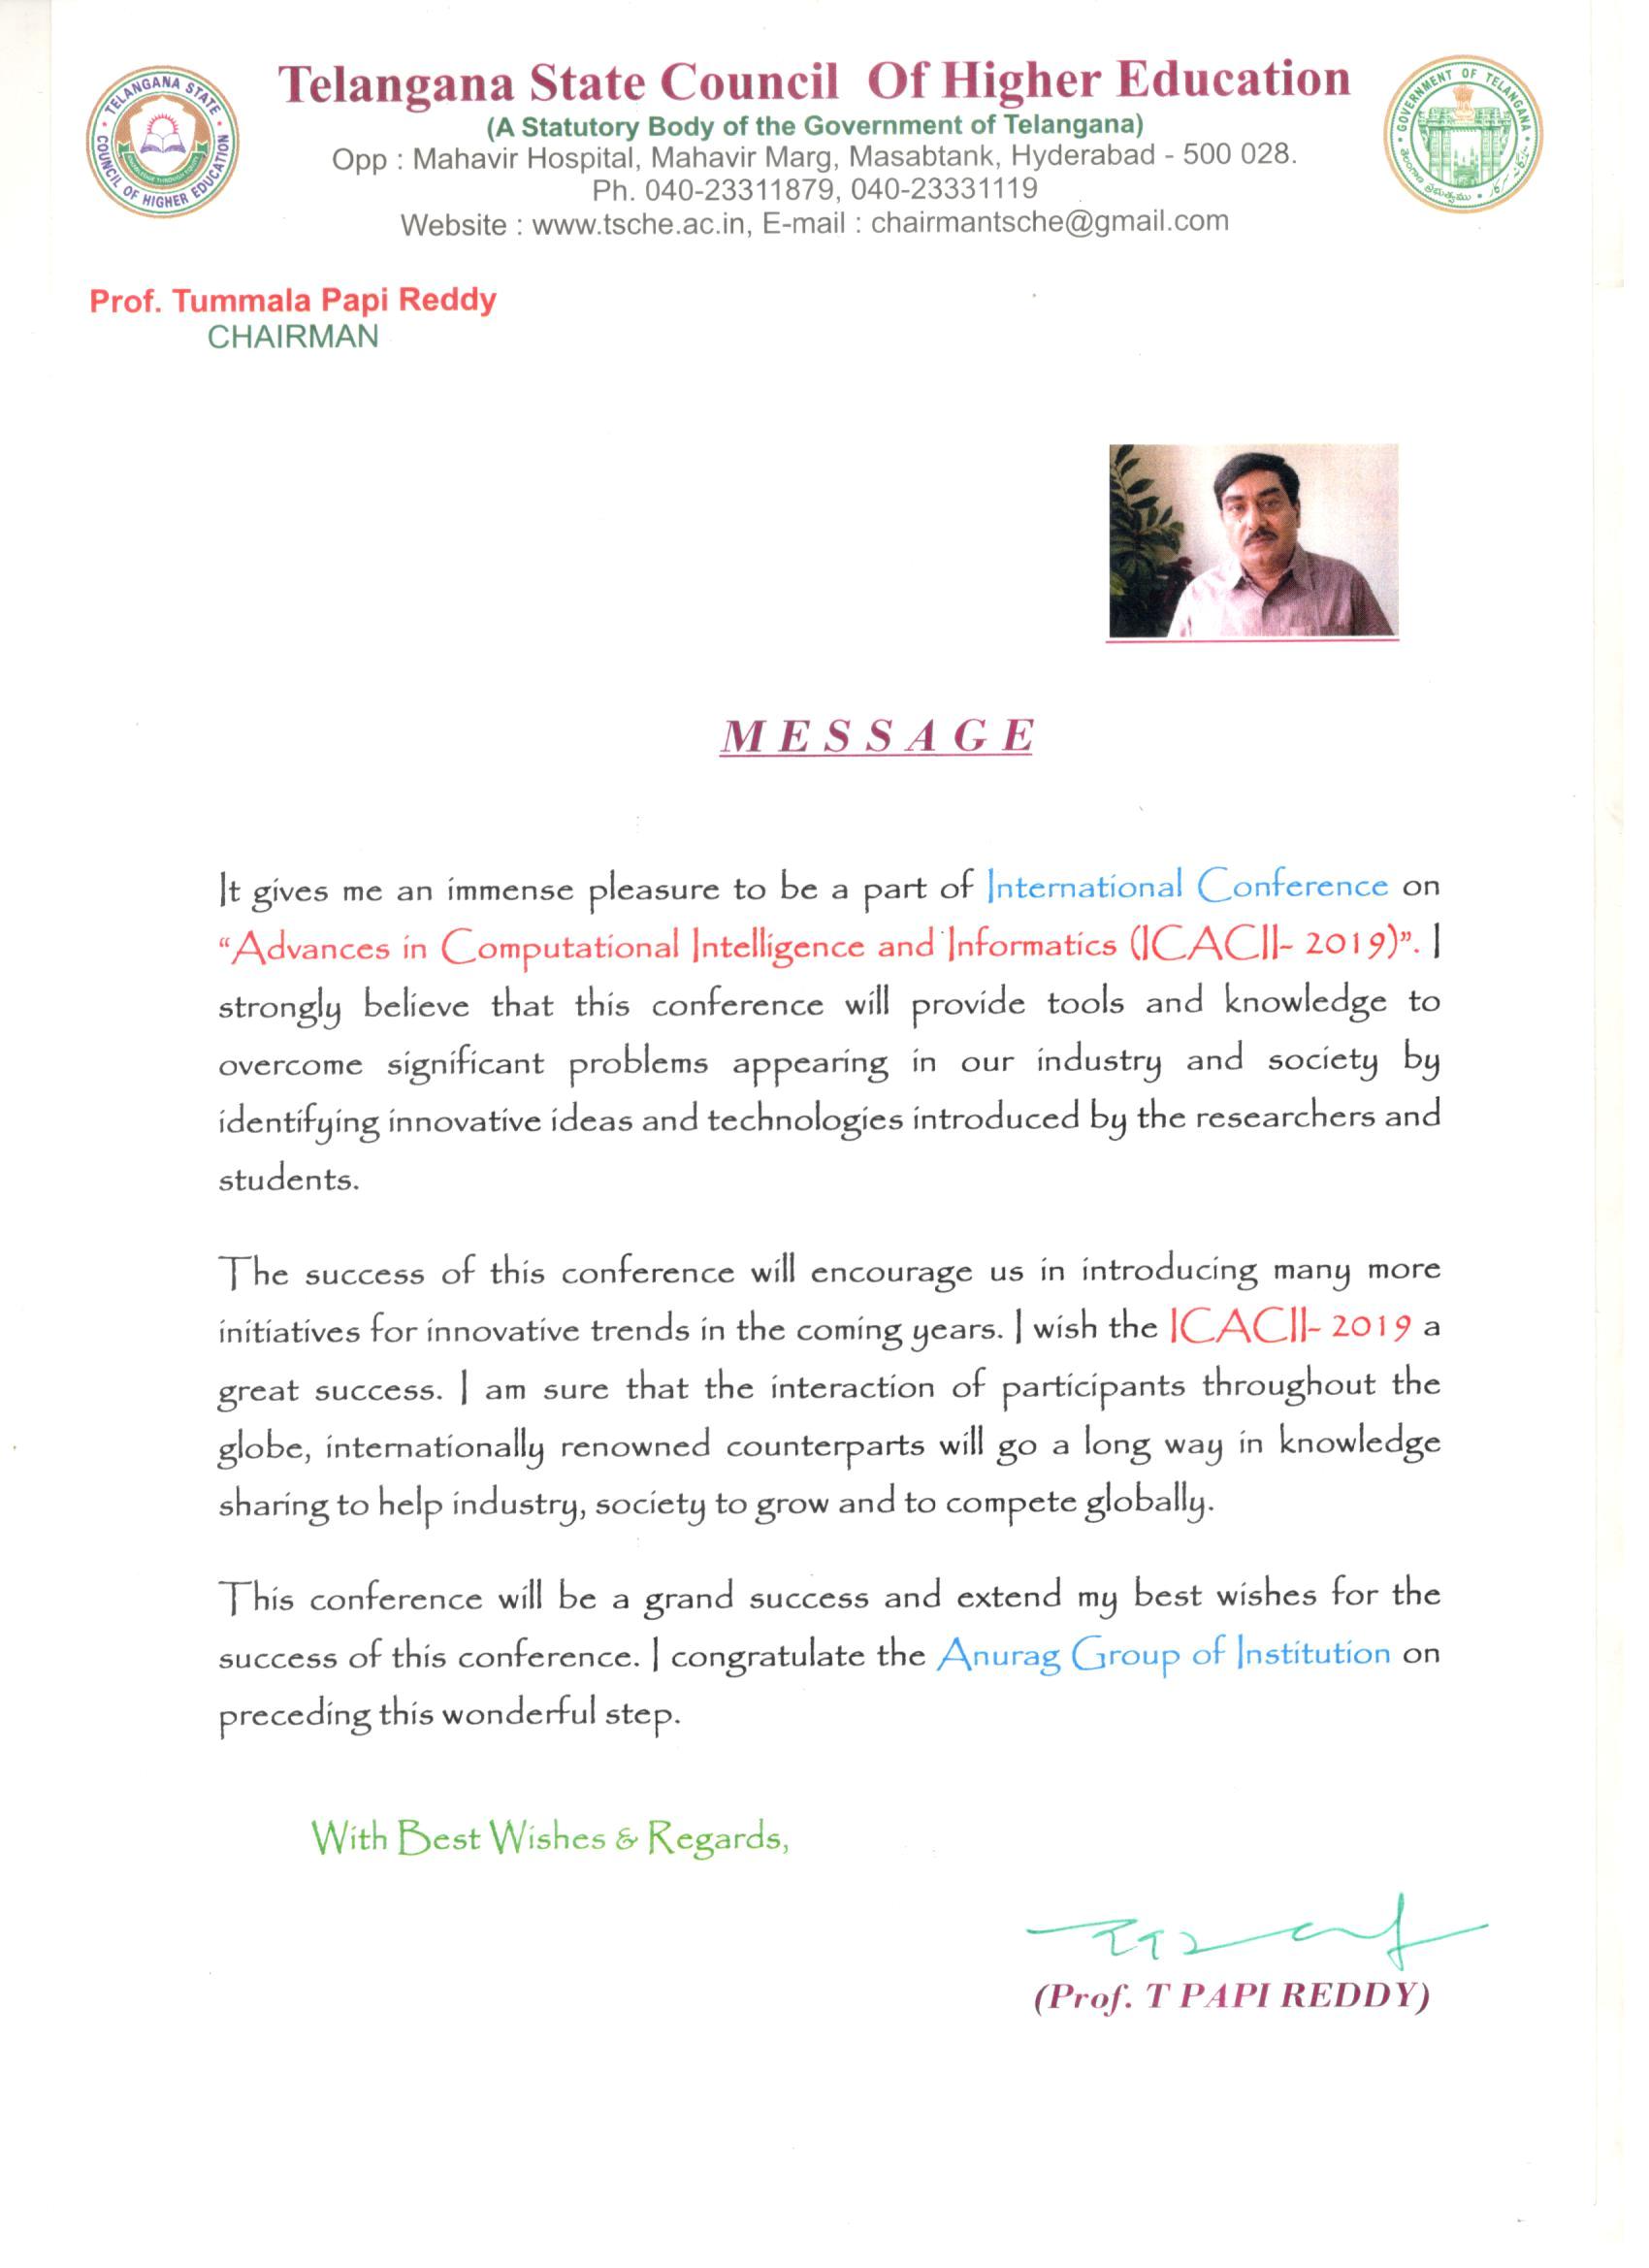 Telangana State Council Of Higher Education
(A Statutory Body of the Government of Telangana)
Opp : Mahavir Hospital, Mahavir Marg, Masabtank, Hyderabad - 500 028.
Ph. 040-23311879, 040-23331119
Website : www.tsche.ac.in, E-mail : chairmantsche@gmail.com
TELANGANA STATE
COUNCIL OF HIGHER EDUCATION
GOVERNMENT OF TELANGANA
తెలంగాణ ప్రభుత్వము
Prof. Tummala Papi Reddy
CHAIRMAN
MESSAGE
It gives me an immense pleasure to be a part of International Conference on
“Advances in Computational Intelligence and Informatics (ICACII- 2019)”. I
strongly believe that this conference will provide tools and knowledge to
overcome significant problems appearing in our industry and society by
identifying innovative ideas and technologies introduced by the researchers and
students.
The success of this conference will encourage us in introducing many more
initiatives for innovative trends in the coming years. I wish the ICACII- 2019 a
great success. I am sure that the interaction of participants throughout the
globe, internationally renowned counterparts will go a long way in knowledge
sharing to help industry, society to grow and to compete globally.
This conference will be a grand success and extend my best wishes for the
success of this conference. I congratulate the Anurag Group of Institution on
preceding this wonderful step.
With Best Wishes & Regards,
(Prof. T PAPI REDDY)